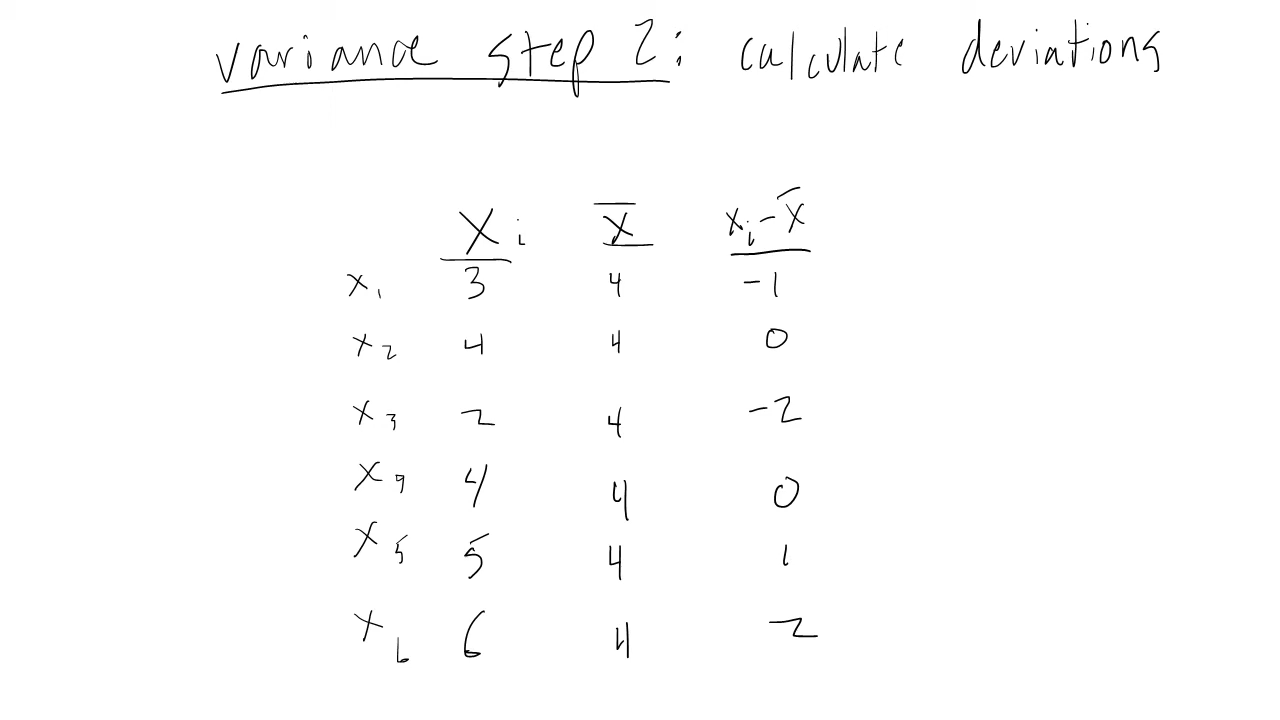 variance step 2: calculate deviations
Xᵢ x̄ xᵢ-x̄
x₁ 3 4 -1
x₂ 4 4 0
x₃ 2 4 -2
x₄ 4 4 0
x₅ 5 4 1
x₆ 6 4 2